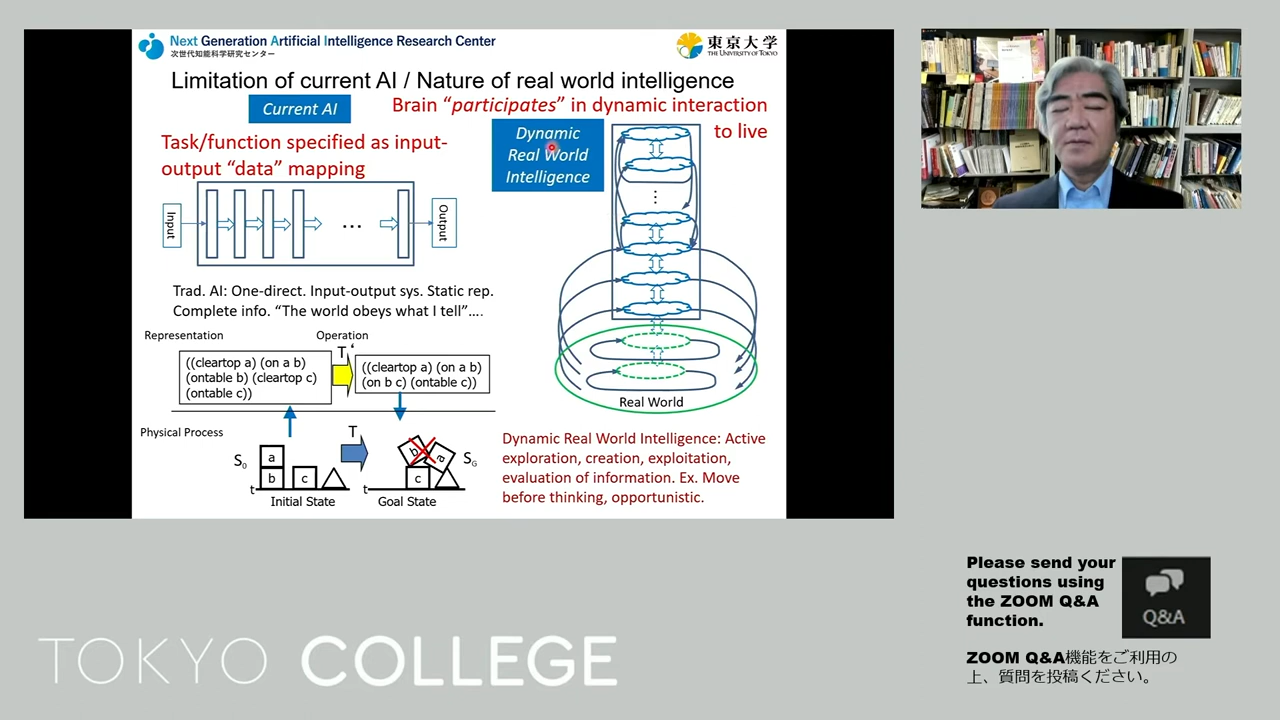 Next Generation Artificial Intelligence Research Center
次世代知能科学研究センター
東京大学
THE UNIVERSITY OF TOKYO
Limitation of current AI / Nature of real world intelligence
Current AI
Brain “participates” in dynamic interaction
to live
Task/function specified as input-
output “data” mapping
Dynamic
Real World
Intelligence
Input
...
Output
⋮
Trad. AI: One-direct. Input-output sys. Static rep.
Complete info. “The world obeys what I tell”….
Representation
Operation
T‘
((cleartop a) (on a b)
(ontable b) (cleartop c)
(ontable c))
((cleartop a) (on a b)
(on b c) (ontable c))
Real World
Physical Process
T
S0
a
b
c
t
Initial State
b
a
c
SG
t
Goal State
Dynamic Real World Intelligence: Active
exploration, creation, exploitation,
evaluation of information. Ex. Move
before thinking, opportunistic.
Please send your
questions using
the ZOOM Q&A
function.
Q&A
ZOOM Q&A機能をご利用の
上、質問を投稿ください。
TOKYO COLLEGE